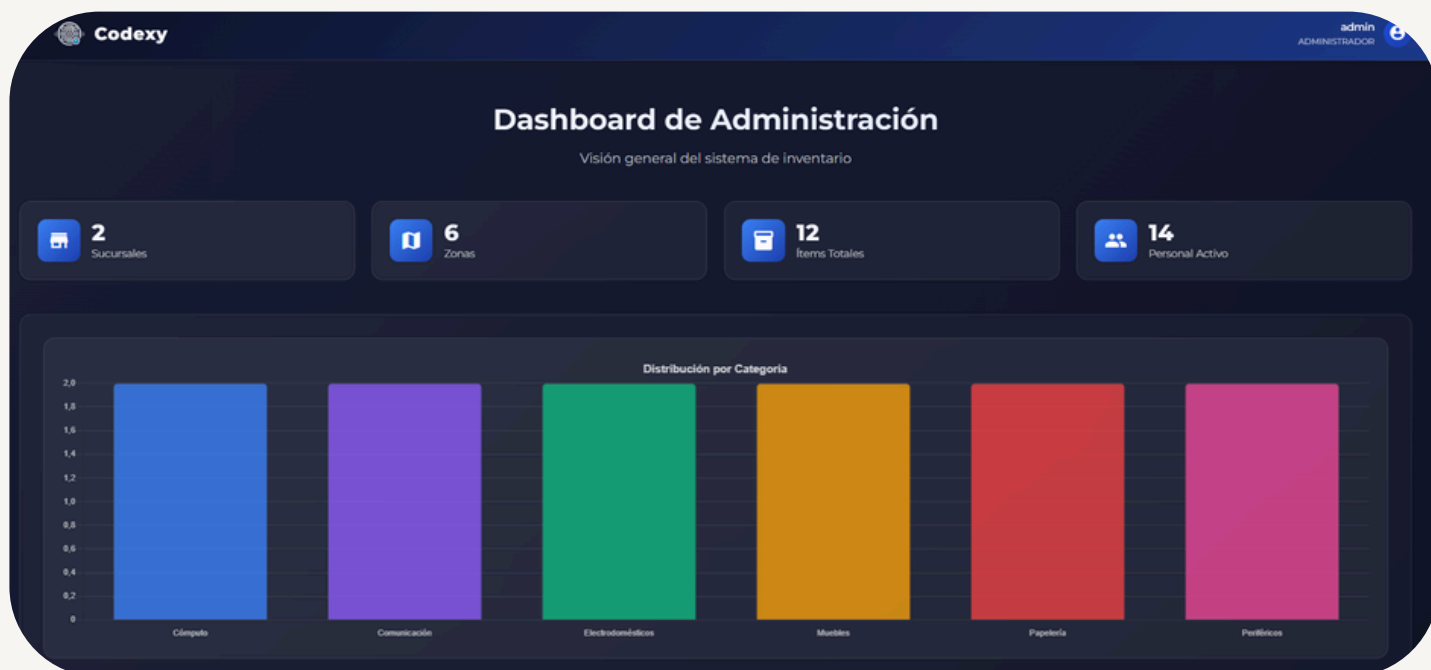 Codexy
admin
ADMINISTRADOR
Dashboard de Administración
Visión general del sistema de inventario
2
Sucursales
6
Zonas
12
Ítems Totales
14
Personal Activo
Distribución por Categoría
2,0
1,8
1,6
1,4
1,2
1,0
0,8
0,6
0,4
0,2
0
Cómputo
Comunicación
Electrodomésticos
Muebles
Papelería
Periféricos